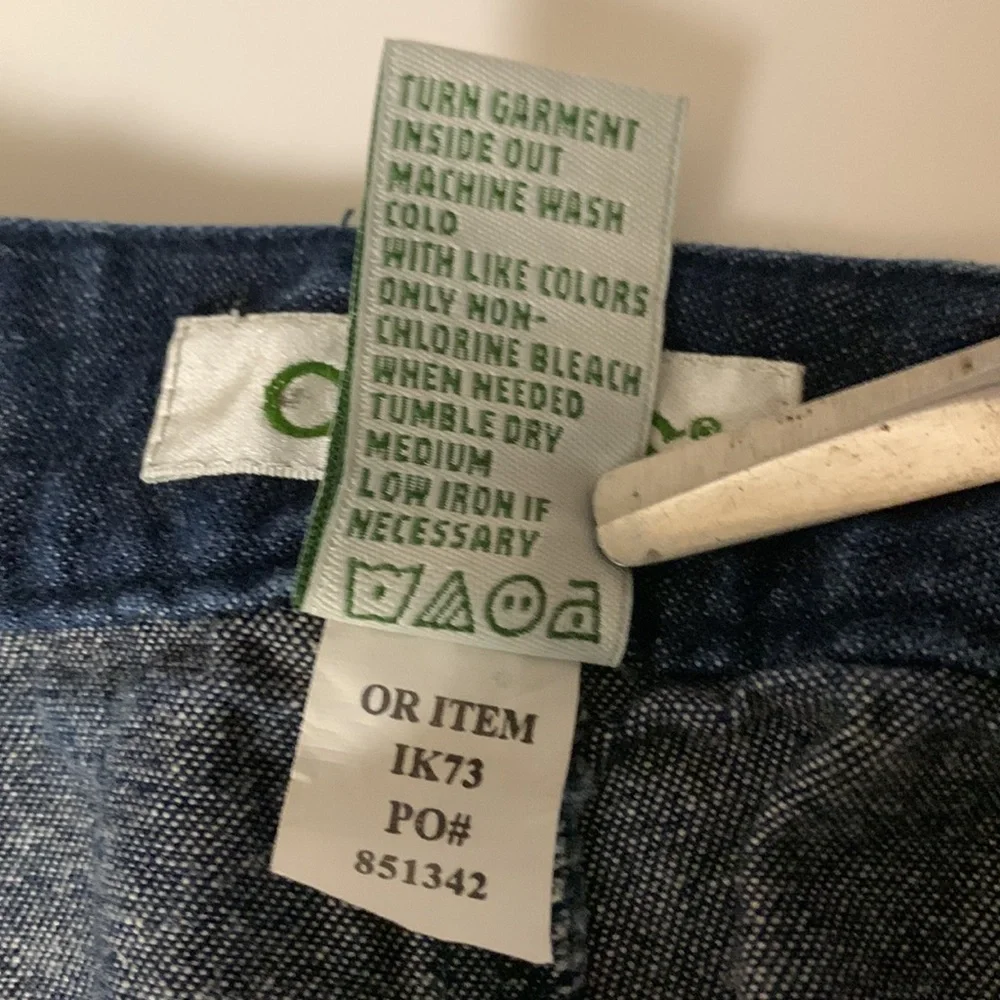 TURN GARMENT
INSIDE OUT
MACHINE WASH
COLD
WITH LIKE COLORS
ONLY NON-
CHLORINE BLEACH
WHEN NEEDED
TUMBLE DRY
MEDIUM
LOW IRON IF
NECESSARY
OR ITEM
IK73
PO#
851342